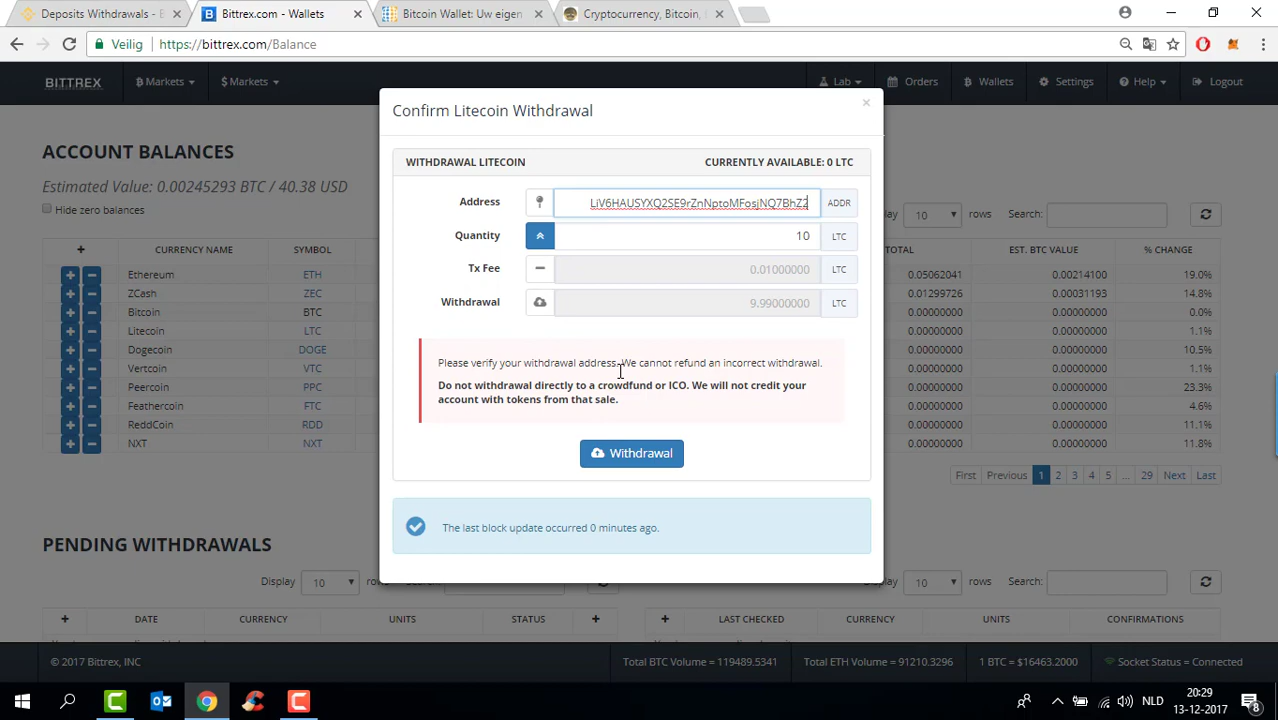 Deposits Withdrawals - E
Bittrex.com - Wallets
Bitcoin Wallet: Uw eigen
Cryptocurrency, Bitcoin,
Veilig https://bittrex.com/Balance
BITTREX Markets $ Markets Lab Orders Wallets Settings Help Logout
Confirm Litecoin Withdrawal ×
WITHDRAWAL LITECOIN CURRENTLY AVAILABLE: 0 LTC
Address LiV6HAUSYXQ2SE9rZnNptoMFosjNQ7BhZ2 ADDR
Quantity 10 LTC
Tx Fee 0.01000000 LTC
Withdrawal 9.99000000 LTC
Please verify your withdrawal address. We cannot refund an incorrect withdrawal.
Do not withdrawal directly to a crowdfund or ICO. We will not credit your
account with tokens from that sale.
Withdrawal
The last block update occurred 0 minutes ago.
ACCOUNT BALANCES
Estimated Value: 0.00245293 BTC / 40.38 USD
Hide zero balances 10 rows Search:
+ CURRENCY NAME SYMBOL TOTAL EST. BTC VALUE % CHANGE
Ethereum ETH 0.05062041 0.00214100 19.0%
ZCash ZEC 0.01299726 0.00031193 14.8%
Bitcoin BTC 0.00000000 0.00000000 0.0%
Litecoin LTC 0.00000000 0.00000000 1.1%
Dogecoin DOGE 0.00000000 0.00000000 10.5%
Vertcoin VTC 0.00000000 0.00000000 1.1%
Peercoin PPC 0.00000000 0.00000000 23.3%
Feathercoin FTC 0.00000000 0.00000000 4.6%
ReddCoin RDD 0.00000000 0.00000000 11.1%
NXT NXT 0.00000000 0.00000000 11.8%
First Previous 1 2 3 4 5 ... 29 Next Last
PENDING WITHDRAWALS
Display 10 rows
10 rows Search:
+ DATE CURRENCY UNITS STATUS +
+ LAST CHECKED CURRENCY UNITS CONFIRMATIONS
© 2017 Bittrex, INC Total BTC Volume = 119489.5341 Total ETH Volume = 91210.3296 1 BTC = $16463.2000 Socket Status = Connected
NLD
20:29
13-12-2017
8